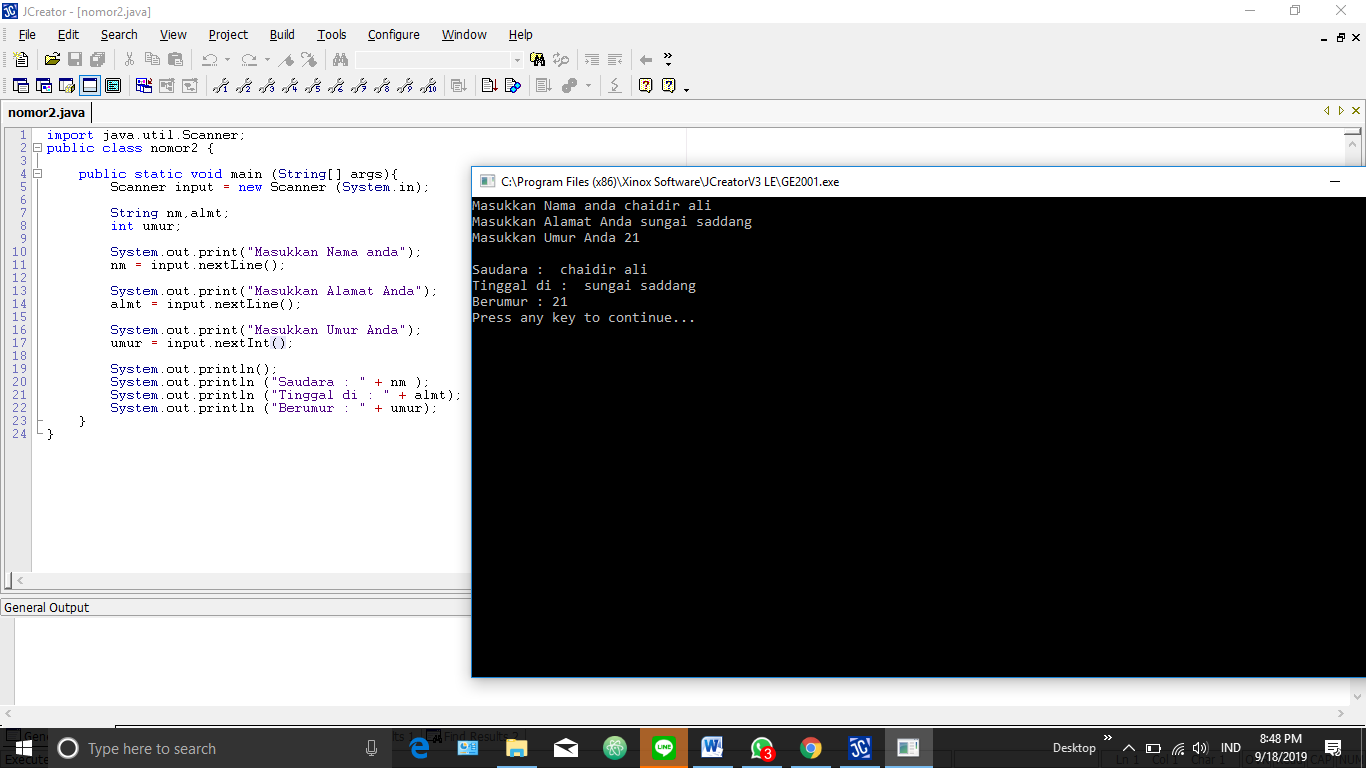 JCreator - [nomor2.java]
File Edit Search View Project Build Tools Configure Window Help
nomor2.java
1 import java.util.Scanner;
2 public class nomor2 {
3
4 public static void main (String[] args){
5 Scanner input = new Scanner (System.in);
6
7 String nm,almt;
8 int umur;
9
10 System.out.print("Masukkan Nama anda");
11 nm = input.nextLine();
12
13 System.out.print("Masukkan Alamat Anda");
14 almt = input.nextLine();
15
16 System.out.print("Masukkan Umur Anda");
17 umur = input.nextInt();
18
19 System.out.println();
20 System.out.println ("Saudara : " + nm );
21 System.out.println ("Tinggal di : " + almt);
22 System.out.println ("Berumur : " + umur);
23 }
24 }
C:\Program Files (x86)\Xinox Software\JCreatorV3 LE\GE2001.exe
Masukkan Nama anda chaidir ali
Masukkan Alamat Anda sungai saddang
Masukkan Umur Anda 21
Saudara :  chaidir ali
Tinggal di :  sungai saddang
Berumur : 21
Press any key to continue...
General Output
Type here to search
LINE
3
Desktop
IND
8:48 PM
9/18/2019